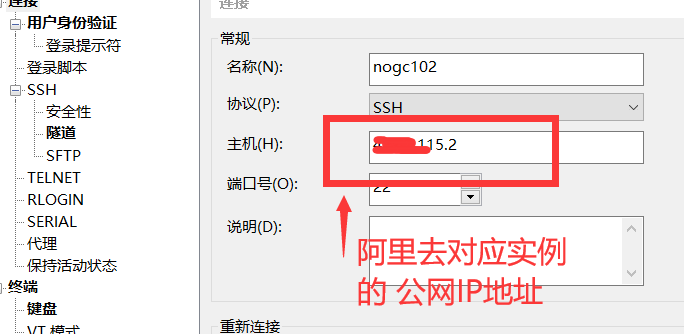 连接
用户身份验证
登录提示符
登录脚本
SSH
安全性
隧道
SFTP
TELNET
RLOGIN
SERIAL
代理
保持活动状态
终端
键盘
VT 模式
连接
常规
名称(N):
nogc102
协议(P):
SSH
主机(H):
115.2
端口号(O):
22
说明(D):
阿里去对应实例
的 公网IP地址
重新连接